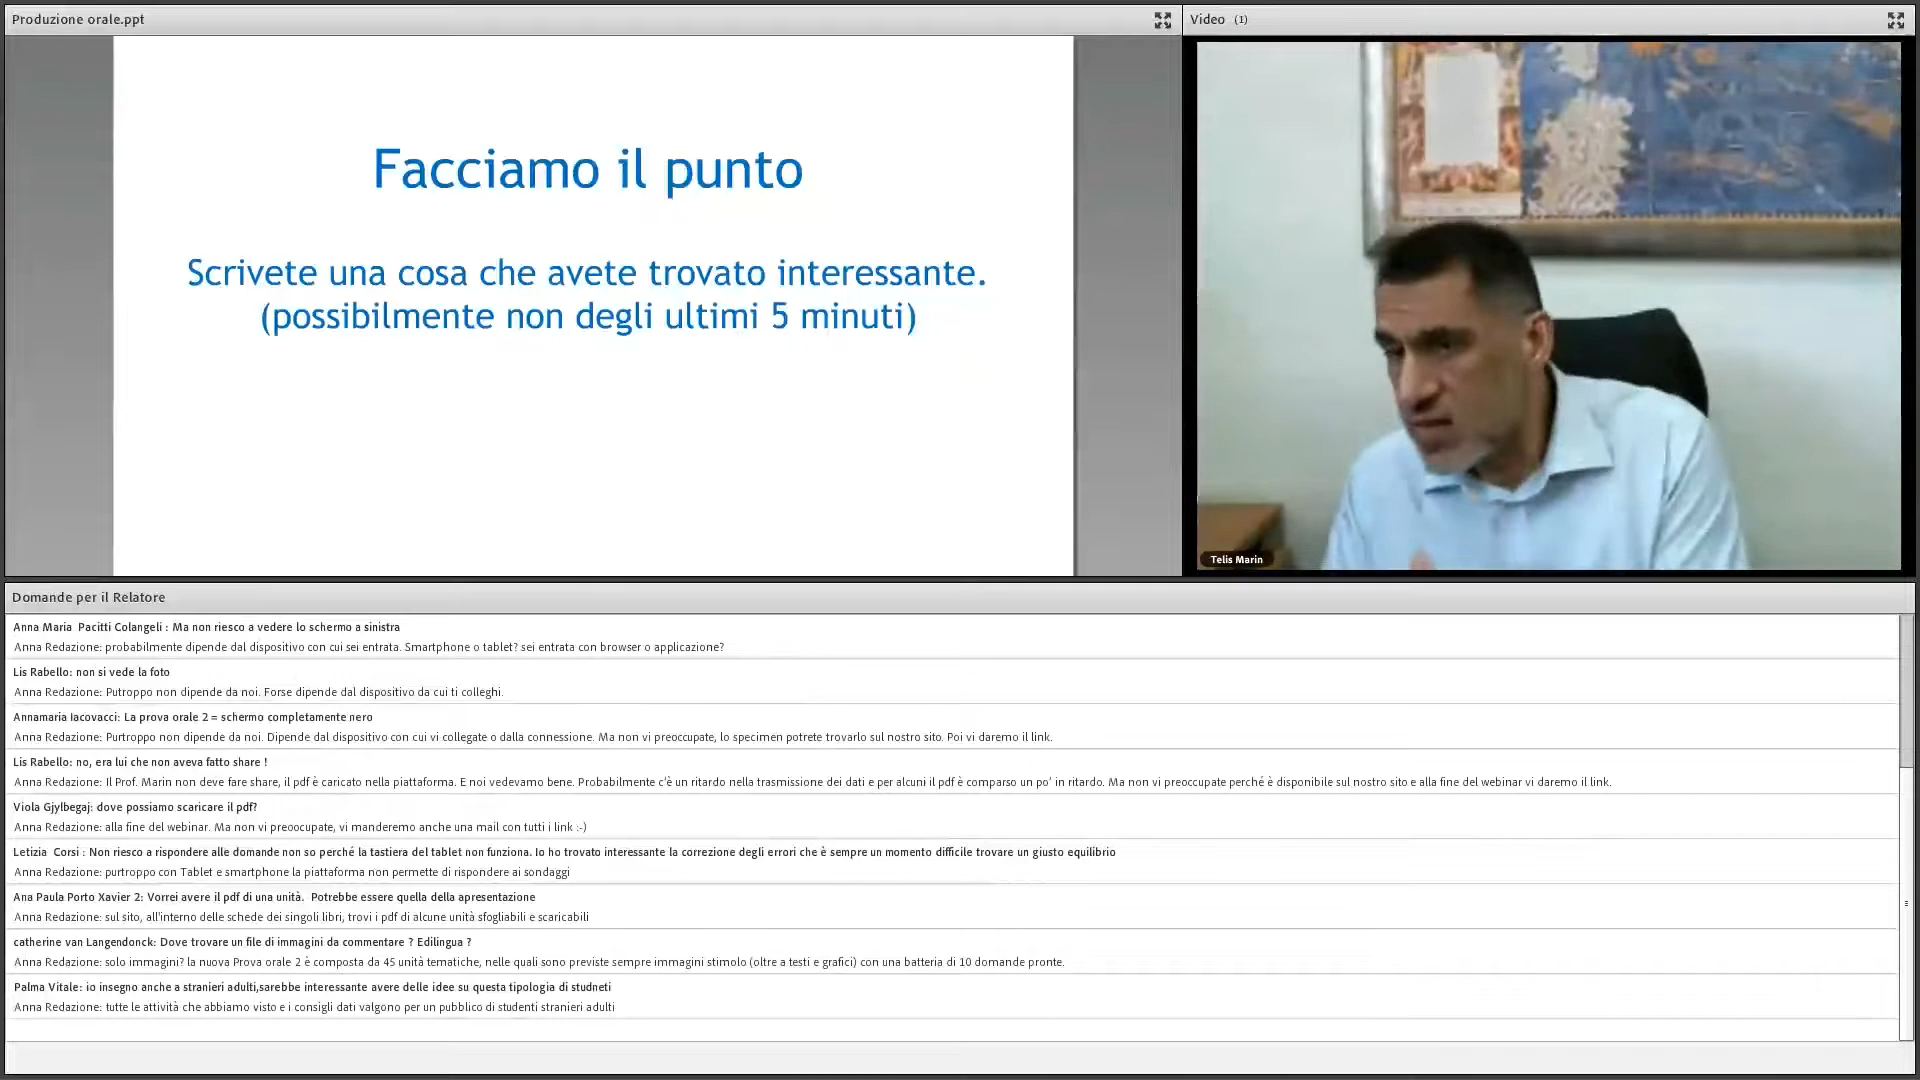 Produzione orale.ppt
Video (1)
Facciamo il punto
Scrivete una cosa che avete trovato interessante.
(possibilmente non degli ultimi 5 minuti)
Telis Marin
Domande per il Relatore
Anna Maria Pacitti Colangeli : Ma non riesco a vedere lo schermo a sinistra
Anna Redazione: probabilmente dipende dal dispositivo con cui sei entrata. Smartphone o tablet? sei entrata con browser o applicazione?
Lis Rabello: non si vede la foto
Anna Redazione: Putroppo non dipende da noi. Forse dipende dal dispositivo da cui ti colleghi.
Annamaria Iacovacci: La prova orale 2 = schermo completamente nero
Anna Redazione: Purtroppo non dipende da noi. Dipende dal dispositivo con cui vi collegate o dalla connessione. Ma non vi preoccupate, lo specimen potrete trovarlo sul nostro sito. Poi vi daremo il link.
Lis Rabello: no, era lui che non aveva fatto share !
Anna Redazione: Il Prof. Marin non deve fare share, il pdf è caricato nella piattaforma. E noi vedevamo bene. Probabilmente c'è un ritardo nella trasmissione dei dati e per alcuni il pdf è comparso un po' in ritardo. Ma non vi preoccupate perché è disponibile sul nostro sito e alla fine del webinar vi daremo il link.
Viola Gjylbegaj: dove possiamo scaricare il pdf?
Anna Redazione: alla fine del webinar. Ma non vi preoocupate, vi manderemo anche una mail con tutti i link :-)
Letizia Corsi : Non riesco a rispondere alle domande non so perché la tastiera del tablet non funziona. Io ho trovato interessante la correzione degli errori che è sempre un momento difficile trovare un giusto equilibrio
Anna Redazione: purtroppo con Tablet e smartphone la piattaforma non permette di rispondere ai sondaggi
Ana Paula Porto Xavier 2: Vorrei avere il pdf di una unità. Potrebbe essere quella della apresentazione
Anna Redazione: sul sito, all'interno delle schede dei singoli libri, trovi i pdf di alcune unità sfogliabili e scaricabili
catherine van Langendonck: Dove trovare un file di immagini da commentare ? Edilingua ?
Anna Redazione: solo immagini? la nuova Prova orale 2 è composta da 45 unità tematiche, nelle quali sono previste sempre immagini stimolo (oltre a testi e grafici) con una batteria di 10 domande pronte.
Palma Vitale: io insegno anche a stranieri adulti,sarebbe interessante avere delle idee su questa tipologia di studneti
Anna Redazione: tutte le attività che abbiamo visto e i consigli dati valgono per un pubblico di studenti stranieri adulti